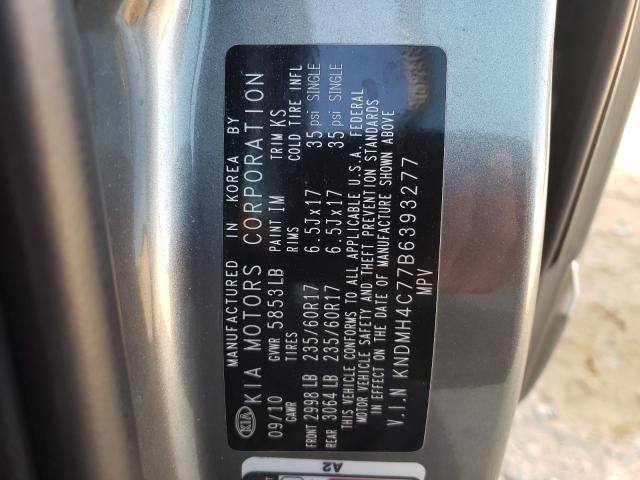 MANUFACTURED IN KOREA BY
KIA KIA MOTORS CORPORATION
09/10 GVWR 5853LB PAINT IM TRIM KS
GAWR TIRES RIMS COLD TIRE INFL
FRONT 2998 LB 235/60R17 6.5Jx17 35 psi SINGLE
REAR 3064 LB 235/60R17 6.5Jx17 35 psi SINGLE
THIS VEHICLE CONFORMS TO ALL APPLICABLE U.S.A. FEDERAL
MOTOR VEHICLE SAFETY AND THEFT PREVENTION STANDARDS
IN EFFECT ON THE DATE OF MANUFACTURE SHOWN ABOVE
V.I.N KNDMH4C77B6393277
MPV
A2